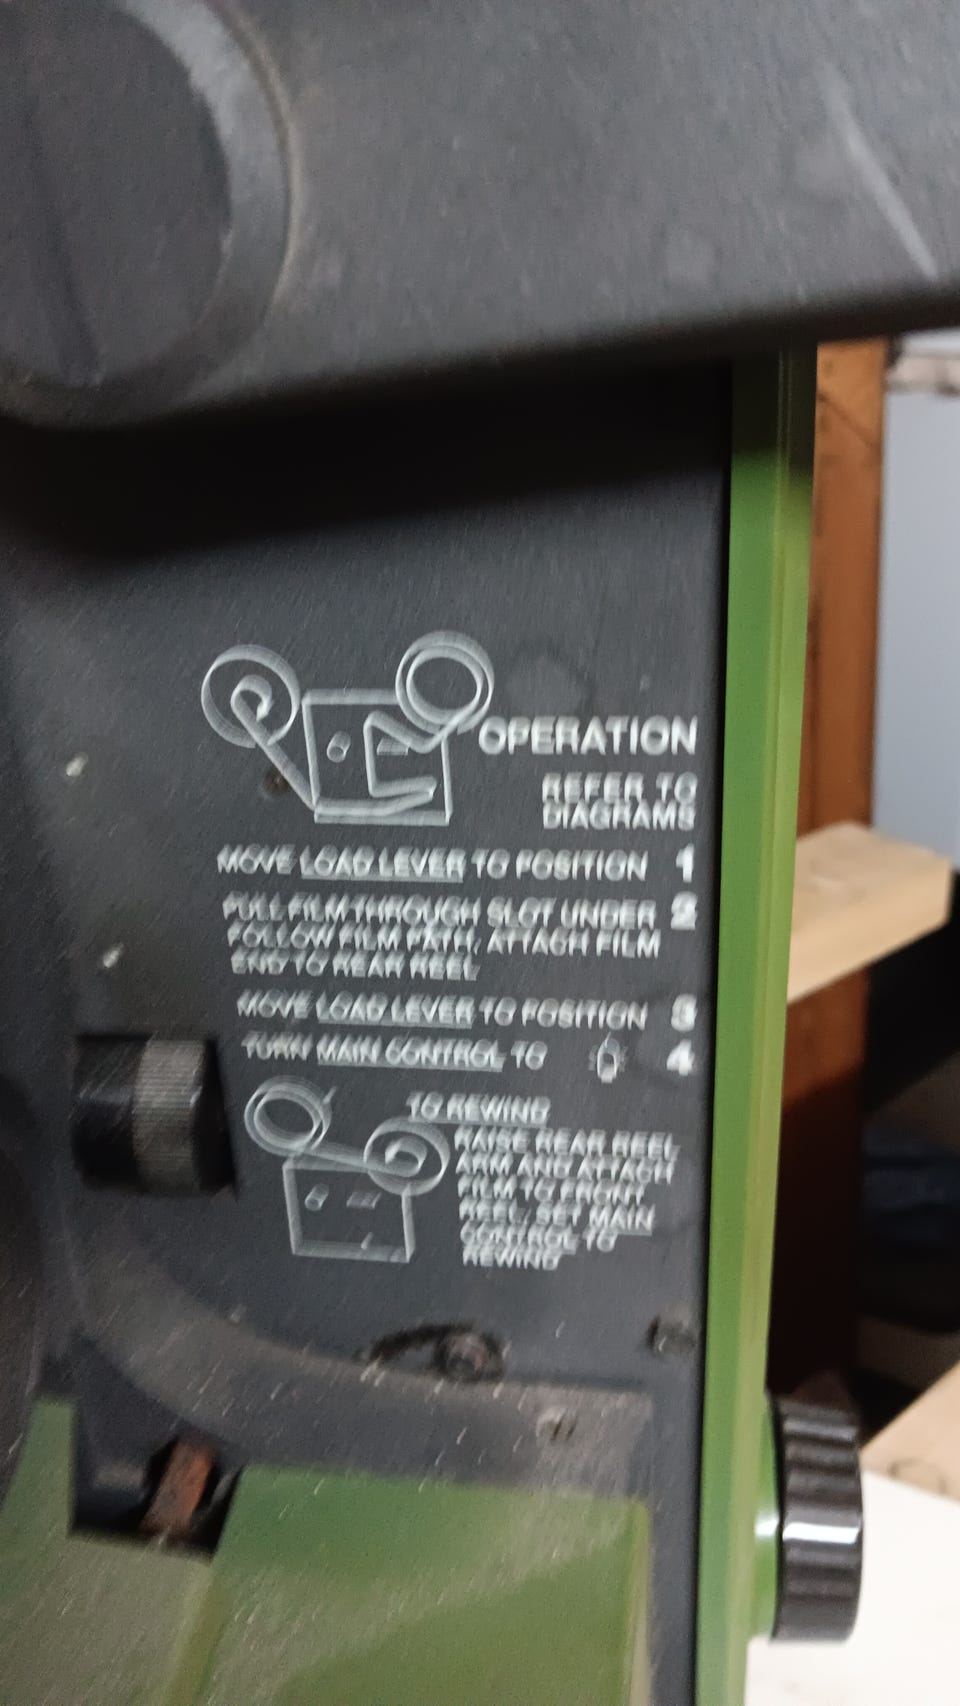 OPERATION
REFER TO
DIAGRAMS
MOVE LOAD LEVER TO POSITION 1
PULL FILM THROUGH SLOT UNDER 2
FOLLOW FILM PATH, ATTACH FILM
END TO REAR REEL
MOVE LOAD LEVER TO POSITION 3
TURN MAIN CONTROL TO 4
TO REWIND
RAISE REAR REEL
ARM AND ATTACH
FILM TO FRONT
REEL, SET MAIN
CONTROL TO
REWIND